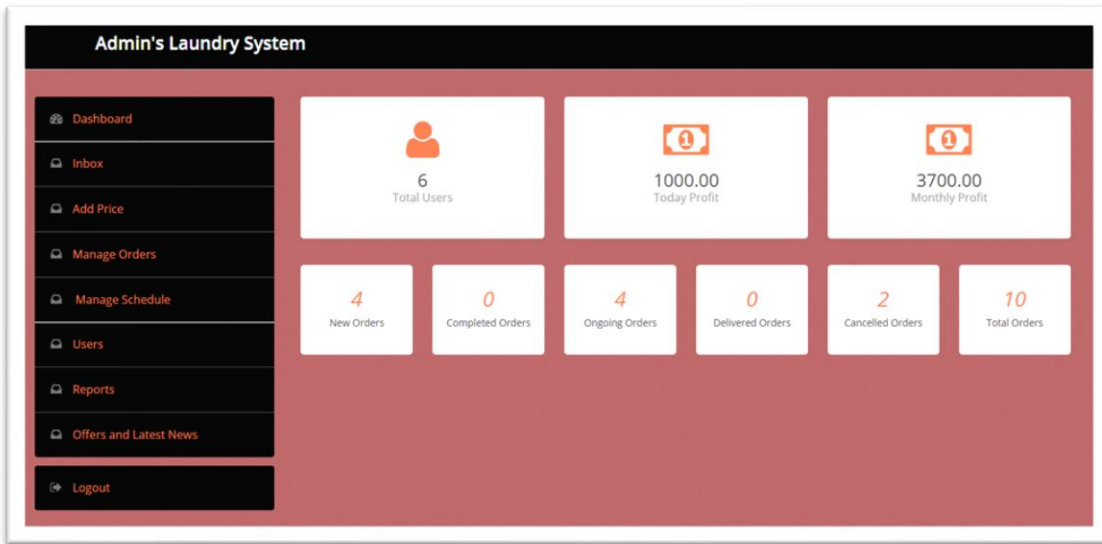 Admin's Laundry System
Dashboard
Inbox
Add Price
Manage Orders
Manage Schedule
Users
Reports
Offers and Latest News
Logout
6
Total Users
1000.00
Today Profit
3700.00
Monthly Profit
4
New Orders
0
Completed Orders
4
Ongoing Orders
0
Delivered Orders
2
Cancelled Orders
10
Total Orders